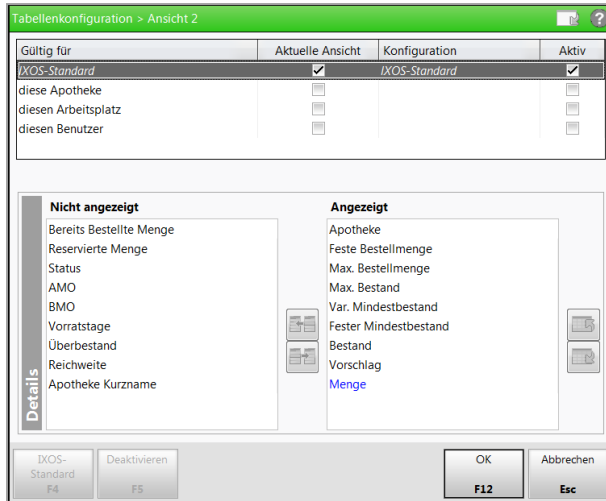 Tabellenkonfiguration > Ansicht 2
Gültig für Aktuelle Ansicht Konfiguration Aktiv
IXOS-Standard IXOS-Standard
diese Apotheke
diesen Arbeitsplatz
diesen Benutzer
Details
Nicht angezeigt
Bereits Bestellte Menge
Reservierte Menge
Status
AMO
BMO
Vorratstage
Überbestand
Reichweite
Apotheke Kurzname
Angezeigt
Apotheke
Feste Bestellmenge
Max. Bestellmenge
Max. Bestand
Var. Mindestbestand
Fester Mindestbestand
Bestand
Vorschlag
Menge
IXOS-
Standard
F4
Deaktivieren
F5
OK
F12
Abbrechen
Esc